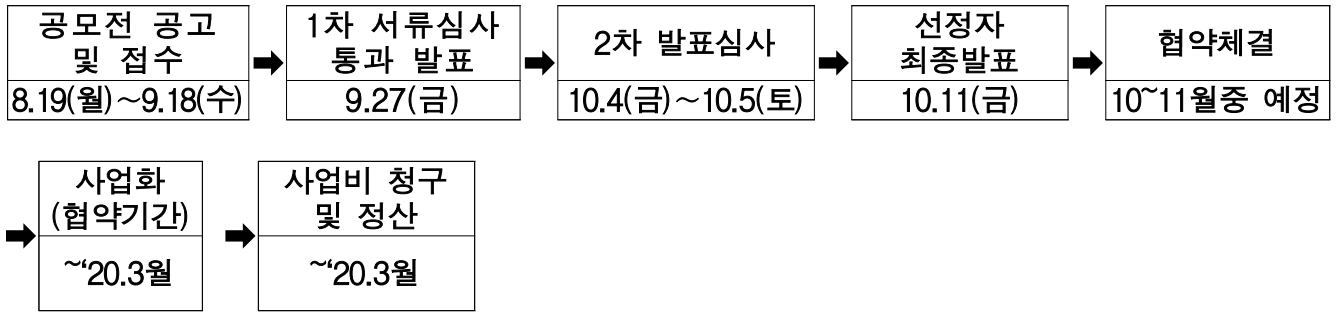 공모전 공고
및 접수
8.19(월)~9.18(수)
1차 서류심사
통과 발표
9.27(금)
2차 발표심사
10.4(금)~10.5(토)
선정자
최종발표
10.11(금)
협약체결
10~11월중 예정
사업화
(협약기간)
~‘20.3월
사업비 청구
및 정산
~‘20.3월